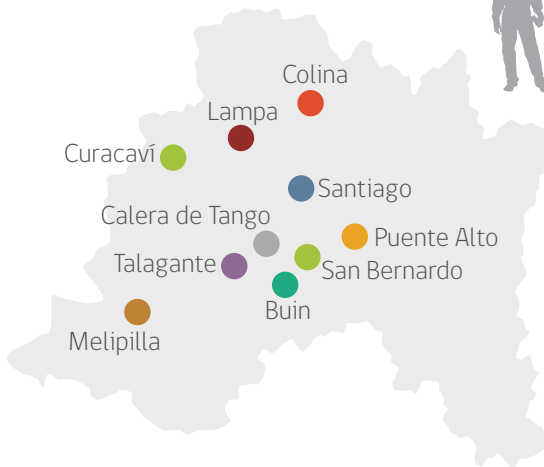 Colina
Lampa
Curacaví
Santiago
Calera de Tango
Puente Alto
Talagante
San Bernardo
Buin
Melipilla